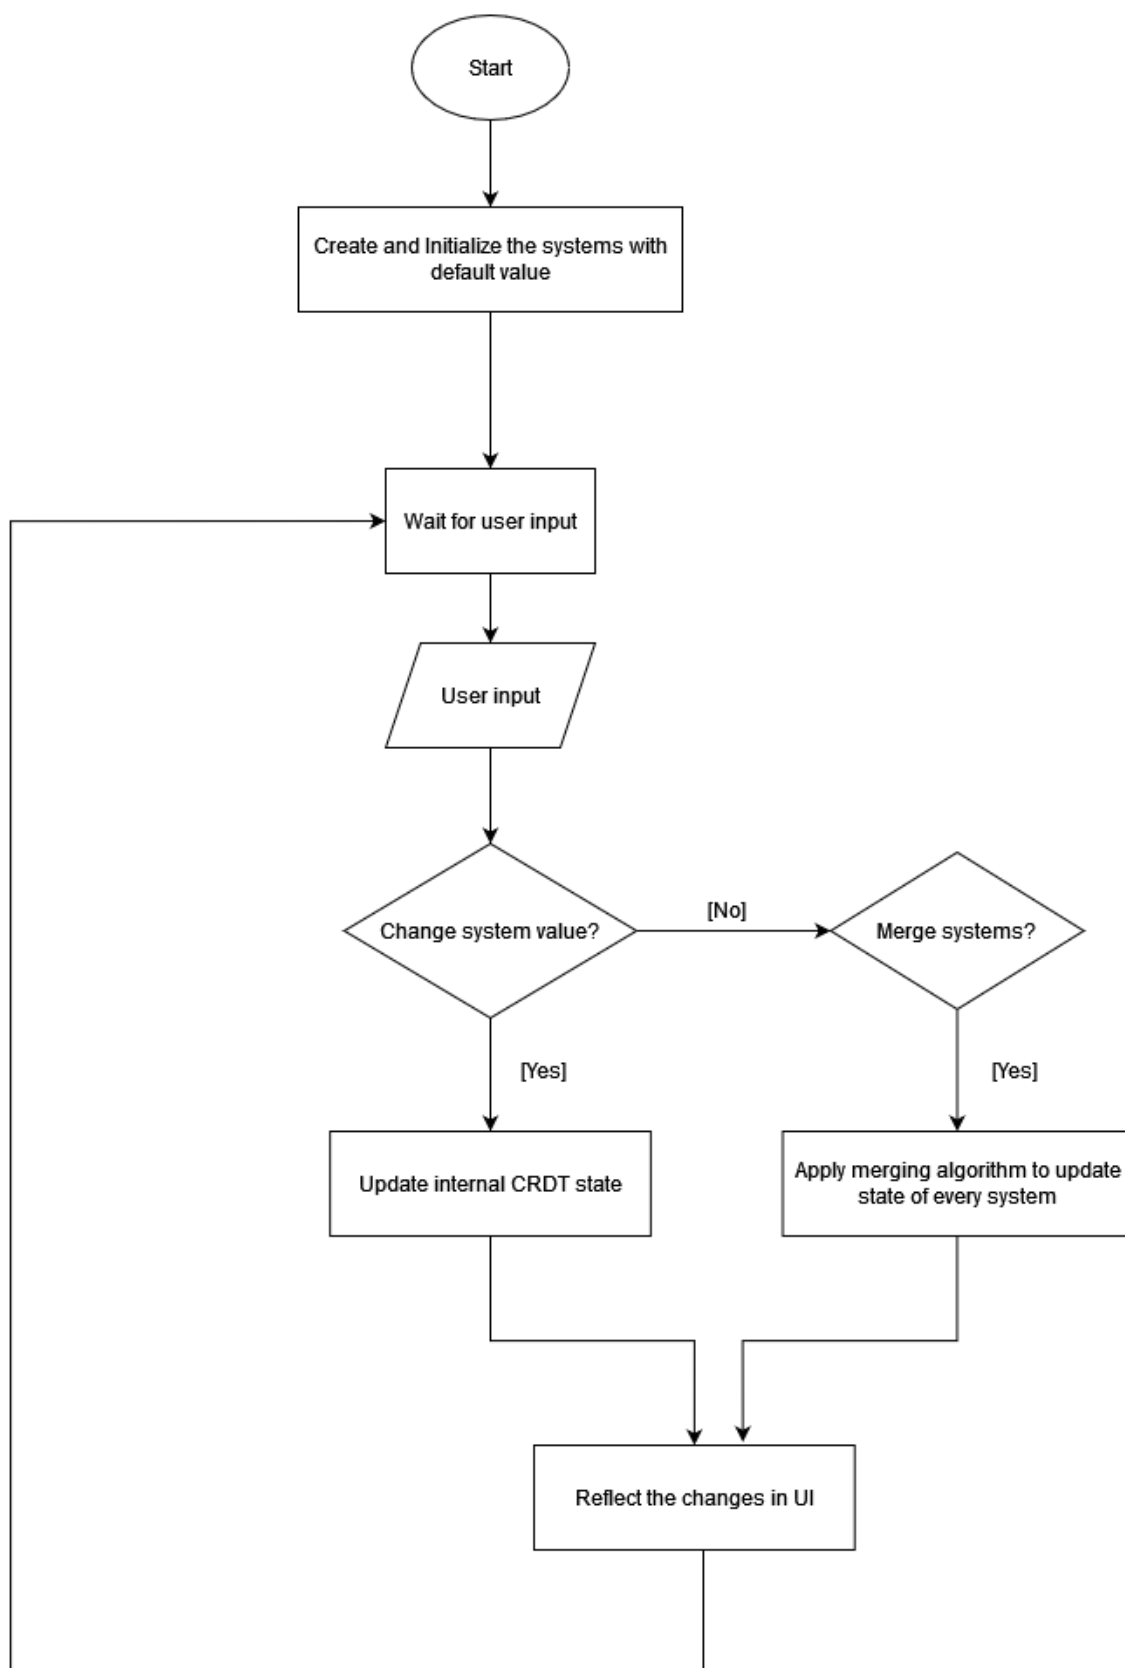 Start
Create and Initialize the systems with
default value
Wait for user input
User input
Change system value?
[No]
Merge systems?
[Yes]
[Yes]
Update internal CRDT state
Apply merging algorithm to update
state of every system
Reflect the changes in UI